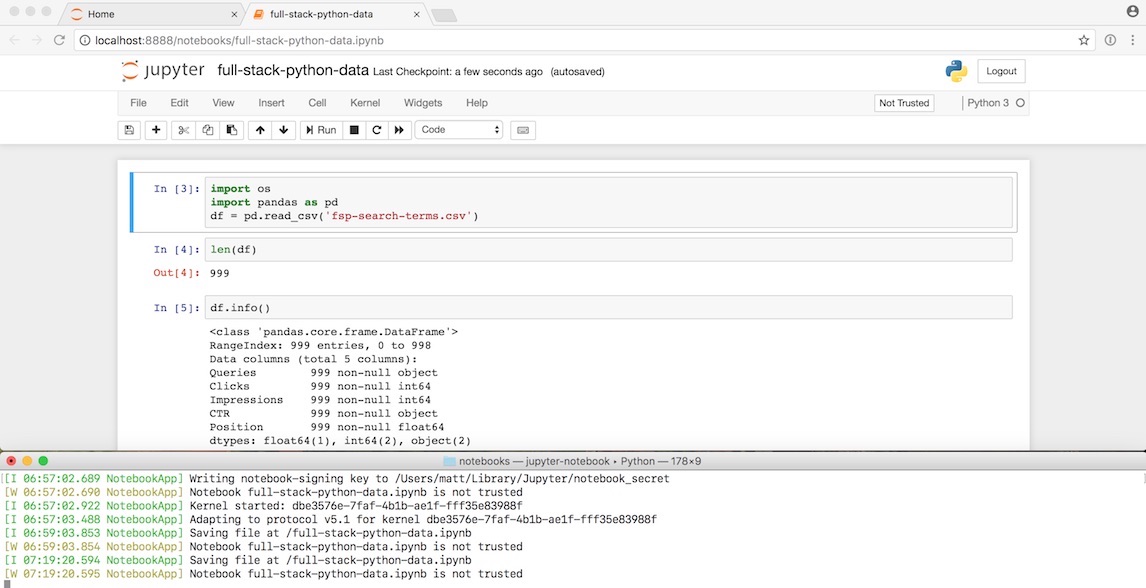 Home
full-stack-python-data
localhost:8888/notebooks/full-stack-python-data.ipynb
jupyter full-stack-python-data Last Checkpoint: a few seconds ago (autosaved)
Logout
File Edit View Insert Cell Kernel Widgets Help
Not Trusted
Python 3
Run
Code
In [3]: import os
import pandas as pd
df = pd.read_csv('fsp-search-terms.csv')
In [4]: len(df)
Out[4]: 999
In [5]: df.info()
<class 'pandas.core.frame.DataFrame'>
RangeIndex: 999 entries, 0 to 998
Data columns (total 5 columns):
Queries 999 non-null object
Clicks 999 non-null int64
Impressions 999 non-null int64
CTR 999 non-null object
Position 999 non-null float64
dtypes: float64(1), int64(2), object(2)
notebooks — jupyter-notebook • Python — 178×9
[I 06:57:02.689 NotebookApp] Writing notebook-signing key to /Users/matt/Library/Jupyter/notebook_secret
[W 06:57:02.690 NotebookApp] Notebook full-stack-python-data.ipynb is not trusted
[I 06:57:02.922 NotebookApp] Kernel started: dbe3576e-7faf-4b1b-ae1f-fff35e83988f
[I 06:57:03.488 NotebookApp] Adapting to protocol v5.1 for kernel dbe3576e-7faf-4b1b-ae1f-fff35e83988f
[I 06:59:03.853 NotebookApp] Saving file at /full-stack-python-data.ipynb
[W 06:59:03.854 NotebookApp] Notebook full-stack-python-data.ipynb is not trusted
[I 07:19:20.594 NotebookApp] Saving file at /full-stack-python-data.ipynb
[W 07:19:20.595 NotebookApp] Notebook full-stack-python-data.ipynb is not trusted